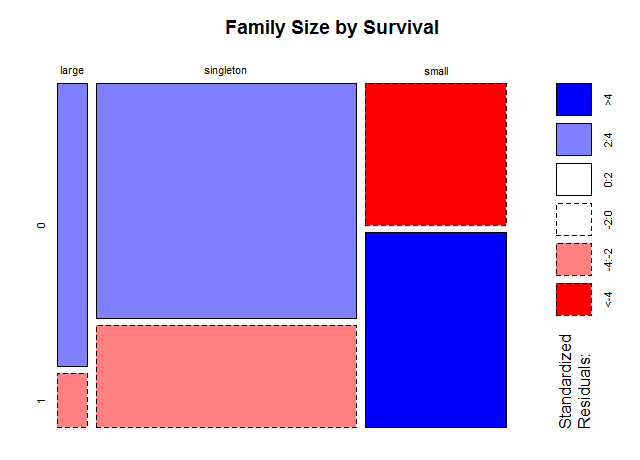 Family Size by Survival
large
singleton
small
0
1
>4
2:4
0:2
-2:0
-4:-2
<-4
Standardized
Residuals: